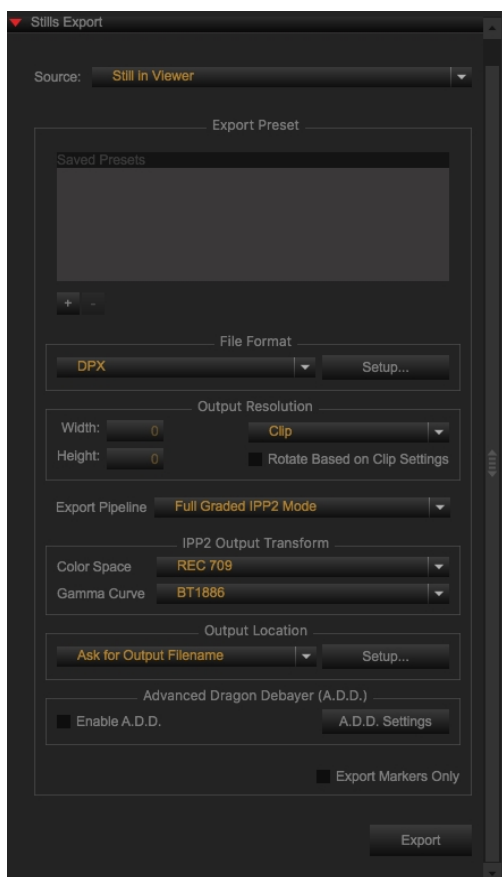 Stills Export
Source: Still in Viewer
Export Preset
Saved Presets
+ -
File Format
DPX Setup...
Output Resolution
Width: 0 Clip
Height: 0 Rotate Based on Clip Settings
Export Pipeline Full Graded IPP2 Mode
IPP2 Output Transform
Color Space REC 709
Gamma Curve BT1886
Output Location
Ask for Output Filename Setup...
Advanced Dragon Debayer (A.D.D.)
Enable A.D.D. A.D.D. Settings
Export Markers Only
Export